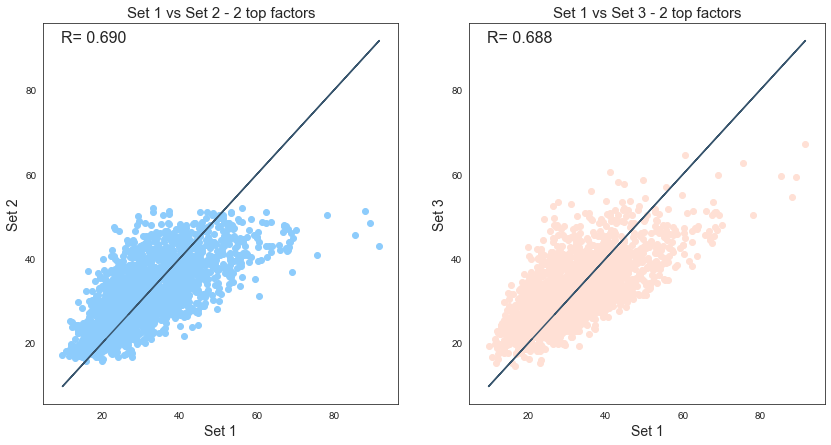 Set 1 vs Set 2 - 2 top factors
R= 0.690
80
60
40
20
Set 2
20 40 60 80
Set 1
Set 1 vs Set 3 - 2 top factors
R= 0.688
80
60
40
20
Set 3
20 40 60 80
Set 1